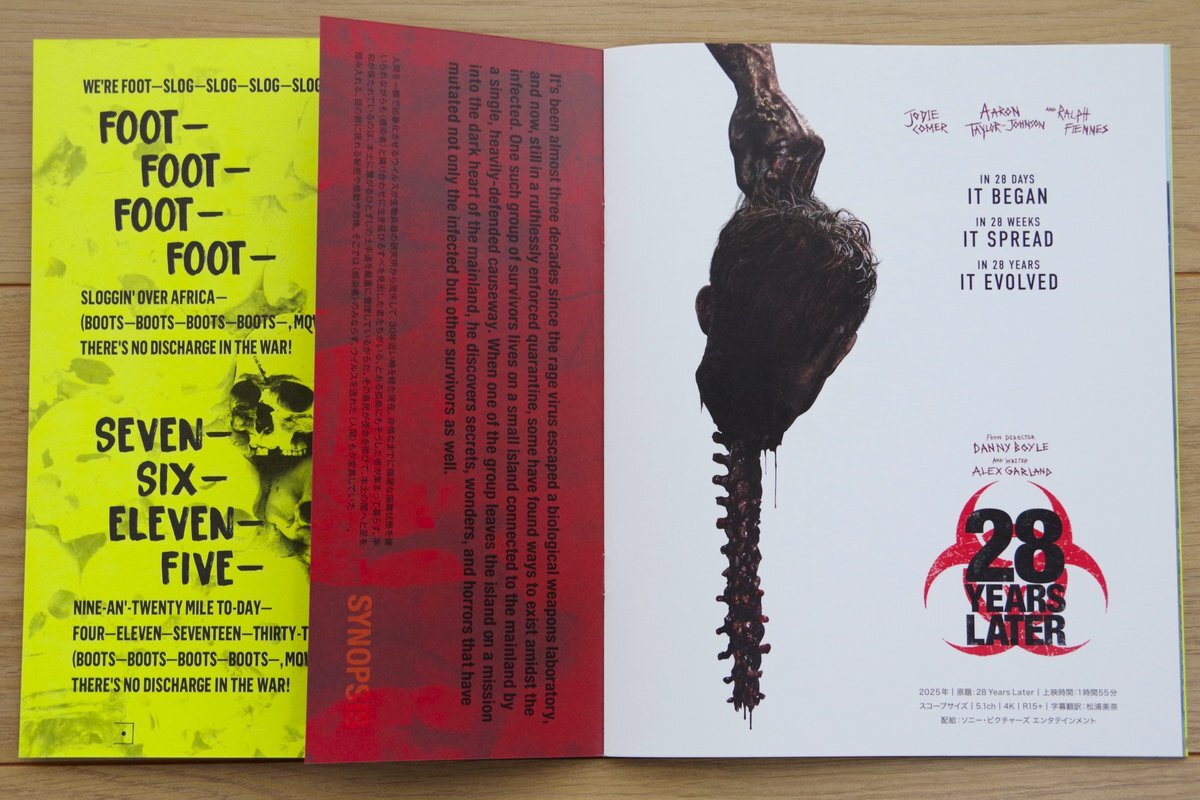 WE'RE FOOT—SLOG—SLOG—SLOG—SLOG
FOOT—
FOOT—
FOOT—
FOOT—
SLOGGIN' OVER AFRICA—
(BOOTS—BOOTS—BOOTS—BOOTS—,
THERE'S NO DISCHARGE IN THE WAR!
SEVEN—
SIX—
ELEVEN—
FIVE—
NINE-AN'-TWENTY MILE TO-DAY—
FOUR—ELEVEN—SEVENTEEN—THIRTY-T
(BOOTS—BOOTS—BOOTS—BOOTS—,
THERE'S NO DISCHARGE IN THE WAR!
SYNOPS
It's been almost three decades since the rage virus escaped a biological weapons laboratory,
and now, still in a ruthlessly enforced quarantine, some have found ways to exist amidst the
infected. One such group of survivors lives on a small island connected to the mainland by
a single, heavily-defended causeway. When one of the group leaves the island on a mission
into the dark heart of the mainland, he discovers secrets, wonders, and horrors that have
mutated not only the infected but other survivors as well.
JODIE COMER
AARON TAYLOR-JOHNSON
AND RALPH FIENNES
IN 28 DAYS
IT BEGAN
IN 28 WEEKS
IT SPREAD
IN 28 YEARS
IT EVOLVED
FROM DIRECTOR
DANNY BOYLE
AND WRITER
ALEX GARLAND
28
YEARS
LATER
2025年 | 原題：28 Years Later | 上映時間：1時間55分
スコープサイズ | 5.1ch | 4K | R15+ | 字幕翻訳：松浦美奈
配給：ソニー・ピクチャーズ エンタテインメント